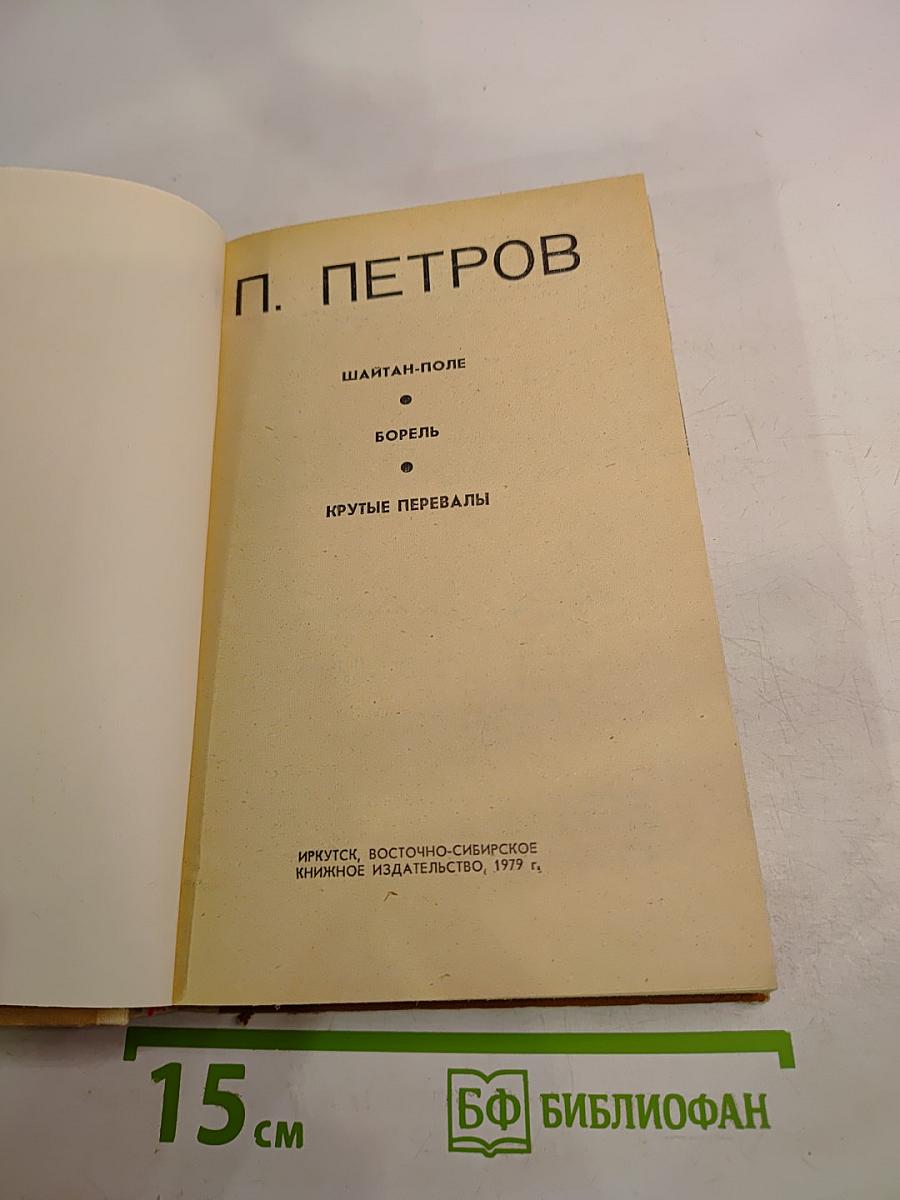 П. ПЕТРОВ
ШАЙТАН-ПОЛЕ
БОРЕЛЬ
КРУТЫЕ ПЕРЕВАЛЫ
ИРКУТСК, ВОСТОЧНО-СИБИРСКОЕ
КНИЖНОЕ ИЗДАТЕЛЬСТВО, 1979 г.
15 см
БФ БИБЛИОФАН